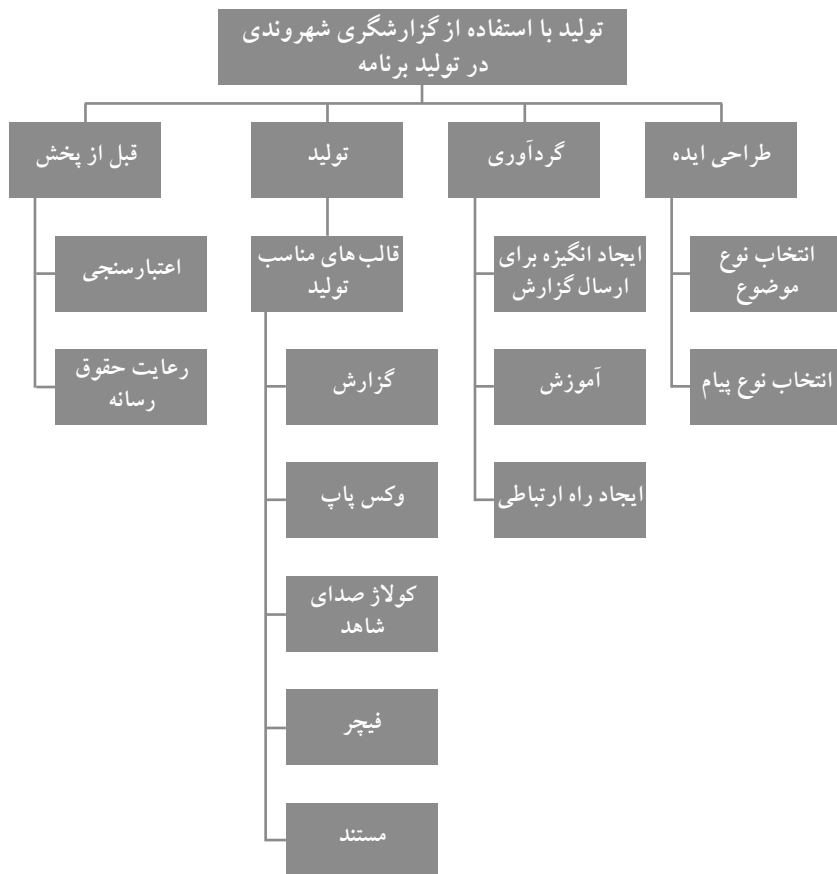 تولید با استفاده از گزارشگری شهروندی
در تولید برنامه
طراحی ایده
انتخاب نوع
موضوع
انتخاب نوع پیام
گردآوری
ایجاد انگیزه برای
ارسال گزارش
آموزش
ایجاد راه ارتباطی
تولید
قالب‌های مناسب
تولید
گزارش
وکس پاپ
کولاژ صدای
شاهد
فیچر
مستند
قبل از پخش
اعتبارسنجی
رعایت حقوق
رسانه